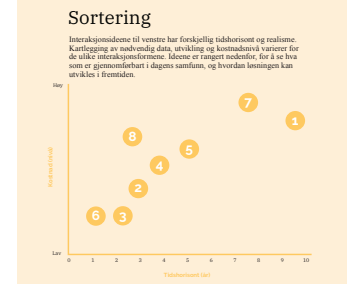 Sortering
Interaksjonsideene til venstre har forskjellig tidshorisont og realisme.
Kartlegging av nødvendig data, utvikling og kostnadsnivå varierer for
de ulike interaksjonsformene. Ideene er rangert nedenfor, for å se hva
som er gjennomførbart i dagens samfunn, og hvordan løsningen kan
utvikles i fremtiden.
Høy
7
1
8
5
4
2
6 3
Lav
0 1 2 3 4 5 6 7 8 9 10
Tidshorisont (år)